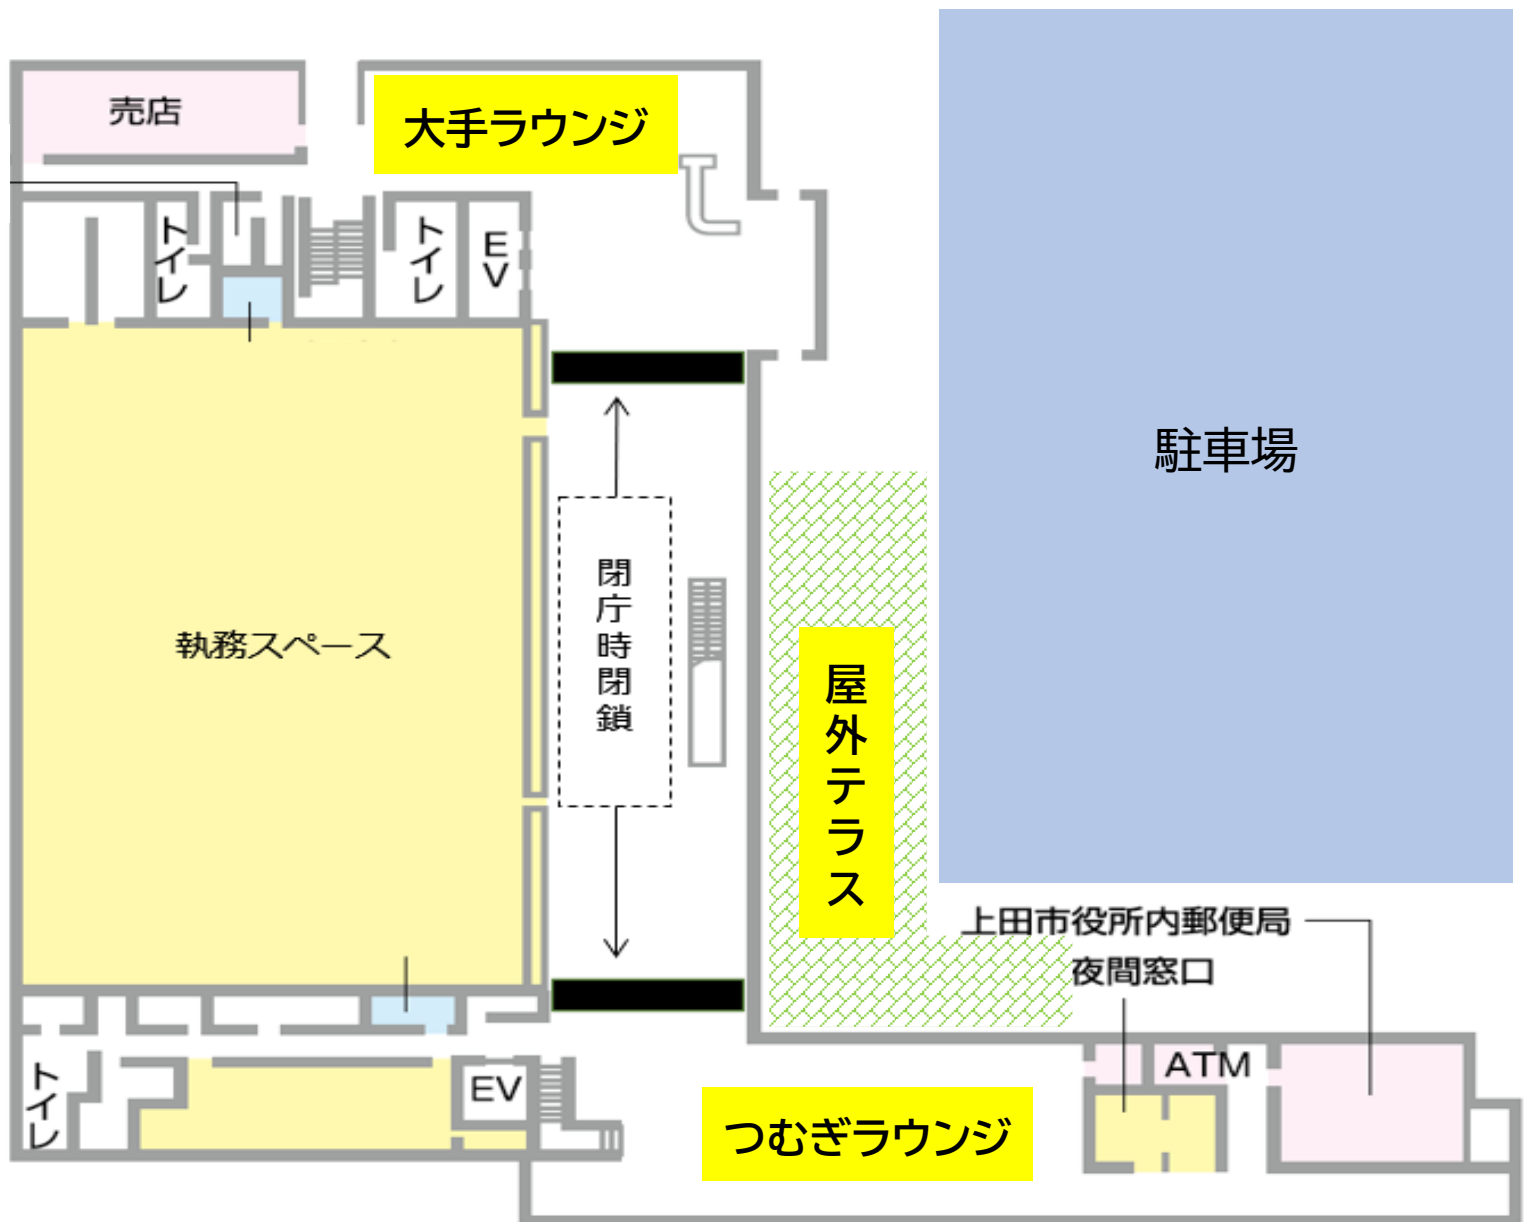 売店
大手ラウンジ
トイレ
トイレ
EV
駐車場
閉庁時閉鎖
執務スペース
屋外テラス
上田市役所内郵便局
夜間窓口
ATM
トイレ
EV
つむぎラウンジ